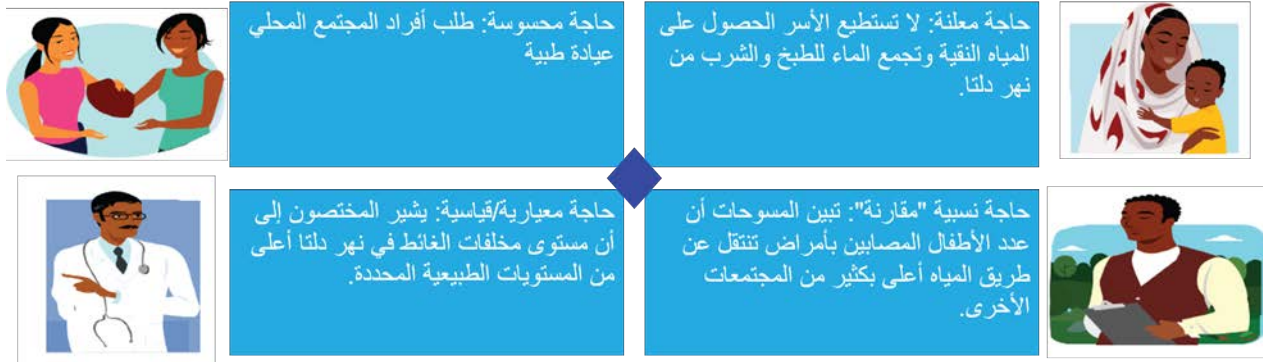 حاجة معلنة: لا تستطيع الأسر الحصول على
المياه النقية وتجمع الماء للطبخ والشرب من
نهر دلتا.
حاجة محسوسة: طلب أفراد المجتمع المحلي
عيادة طبية
حاجة نسبية "مقارنة": تبين المسوحات أن
عدد الأطفال المصابين بأمراض تنتقل عن
طريق المياه أعلى بكثير من المجتمعات
الأخرى.
حاجة معيارية/قياسية: يشير المختصون إلى
أن مستوى مخلفات الغائط في نهر دلتا أعلى
من المستويات الطبيعية المحددة.